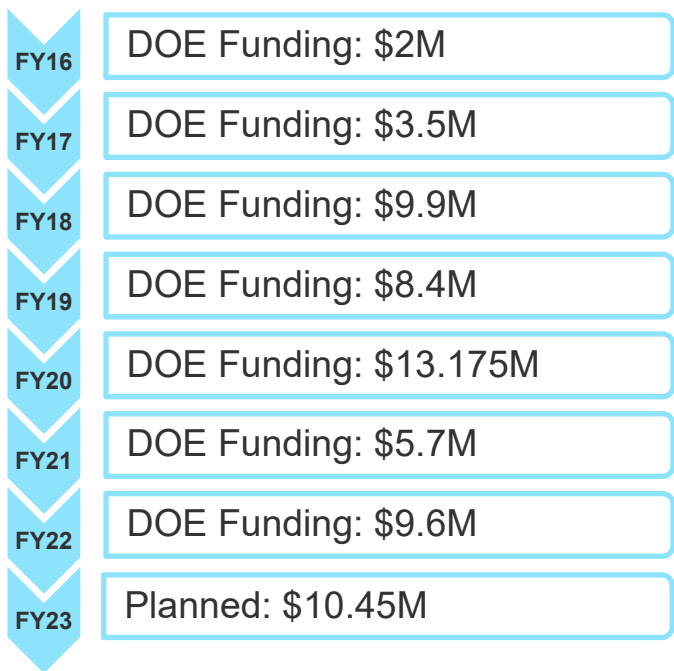 FY16 DOE Funding: $2M
FY17 DOE Funding: $3.5M
FY18 DOE Funding: $9.9M
FY19 DOE Funding: $8.4M
FY20 DOE Funding: $13.175M
FY21 DOE Funding: $5.7M
FY22 DOE Funding: $9.6M
FY23 Planned: $10.45M